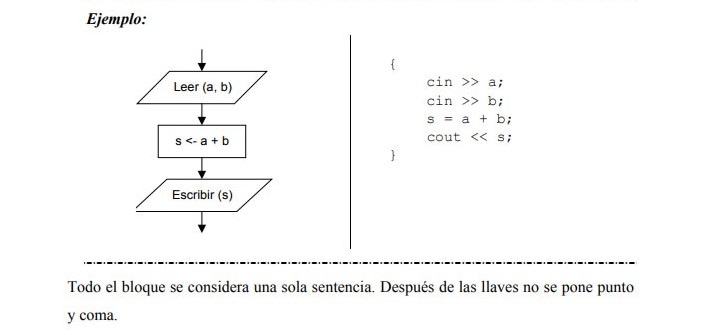 Ejemplo:
Leer (a, b)
s <- a + b
Escribir (s)
{
cin >> a;
cin >> b;
s = a + b;
cout << s;
}
Todo el bloque se considera una sola sentencia. Después de las llaves no se pone punto
y coma.